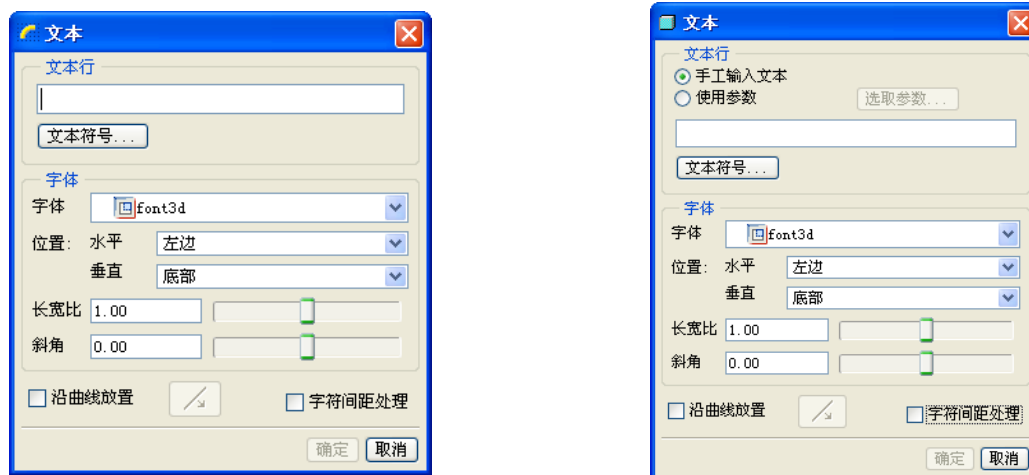 文本
文本行
文本符号...
字体
字体 font3d
位置: 水平 左边
垂直 底部
长宽比 1.00
斜角 0.00
沿曲线放置 字符间距处理
确定 取消
文本
文本行
手工输入文本
使用参数 选取参数...
文本符号...
字体
字体 font3d
位置: 水平 左边
垂直 底部
长宽比 1.00
斜角 0.00
沿曲线放置 字符间距处理
确定 取消